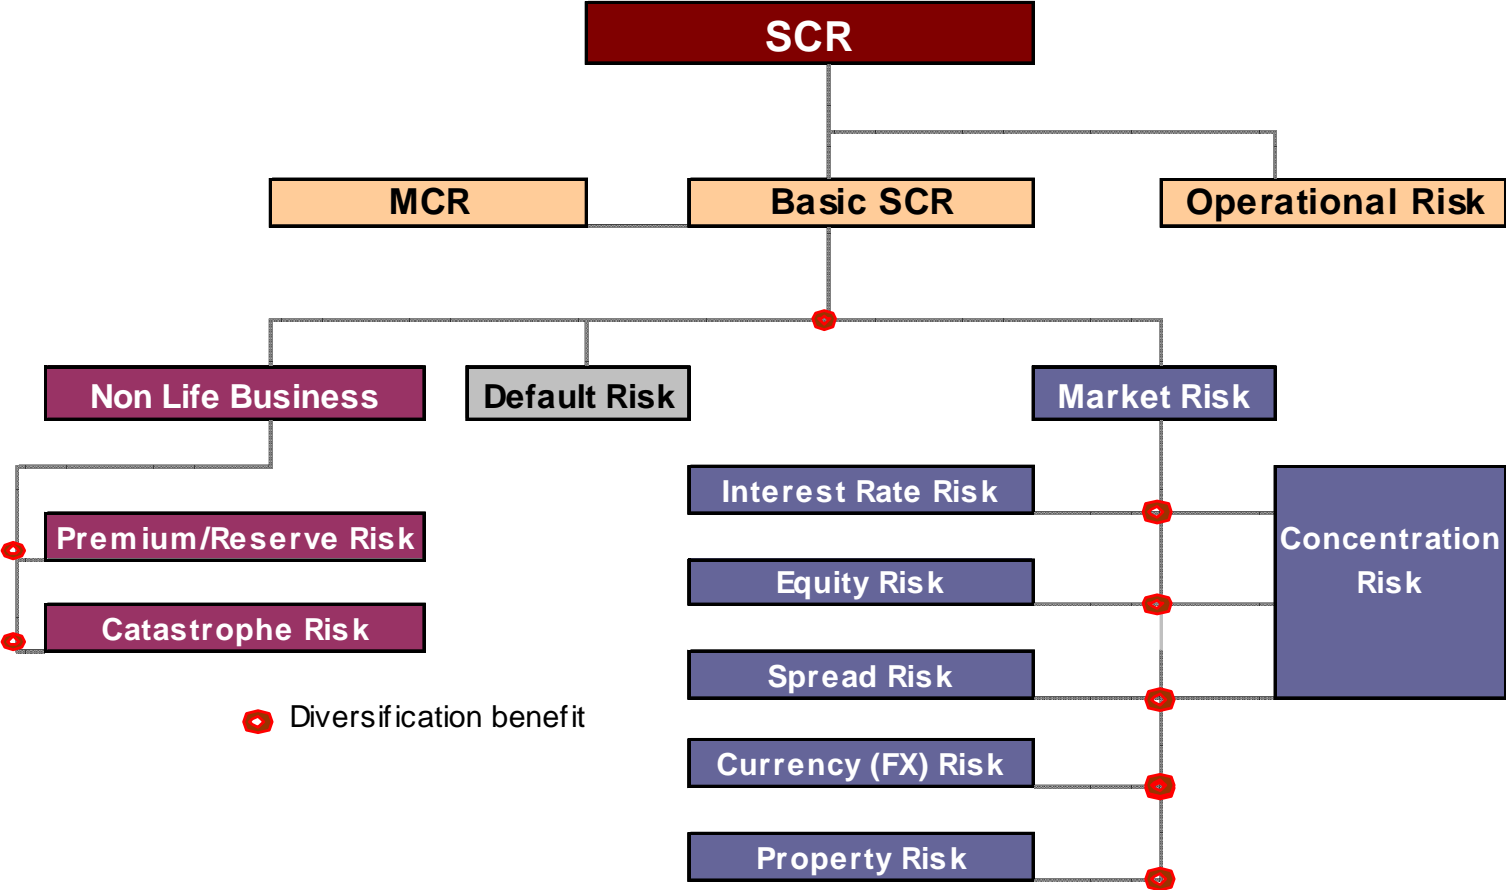 SCR
MCR
Basic SCR
Operational Risk
Non Life Business
Default Risk
Market Risk
Interest Rate Risk
Concentration
Risk
Premium/Reserve Risk
Equity Risk
Catastrophe Risk
Spread Risk
Diversification benefit
Currency (FX) Risk
Property Risk